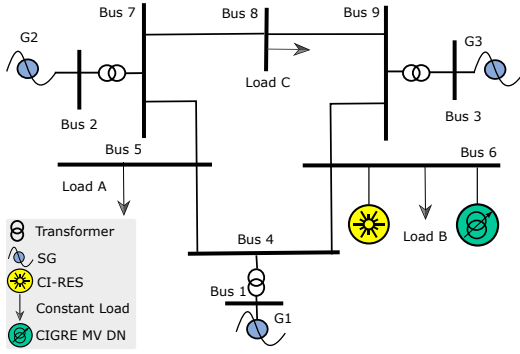 Bus 7
Bus 8
Bus 9
G2
G3
Load C
Bus 2
Bus 3
Bus 5
Bus 6
Load A
Load B
Bus 4
Transformer
SG
CI-RES
Constant Load
CIGRE MV DN
Bus 1
G1